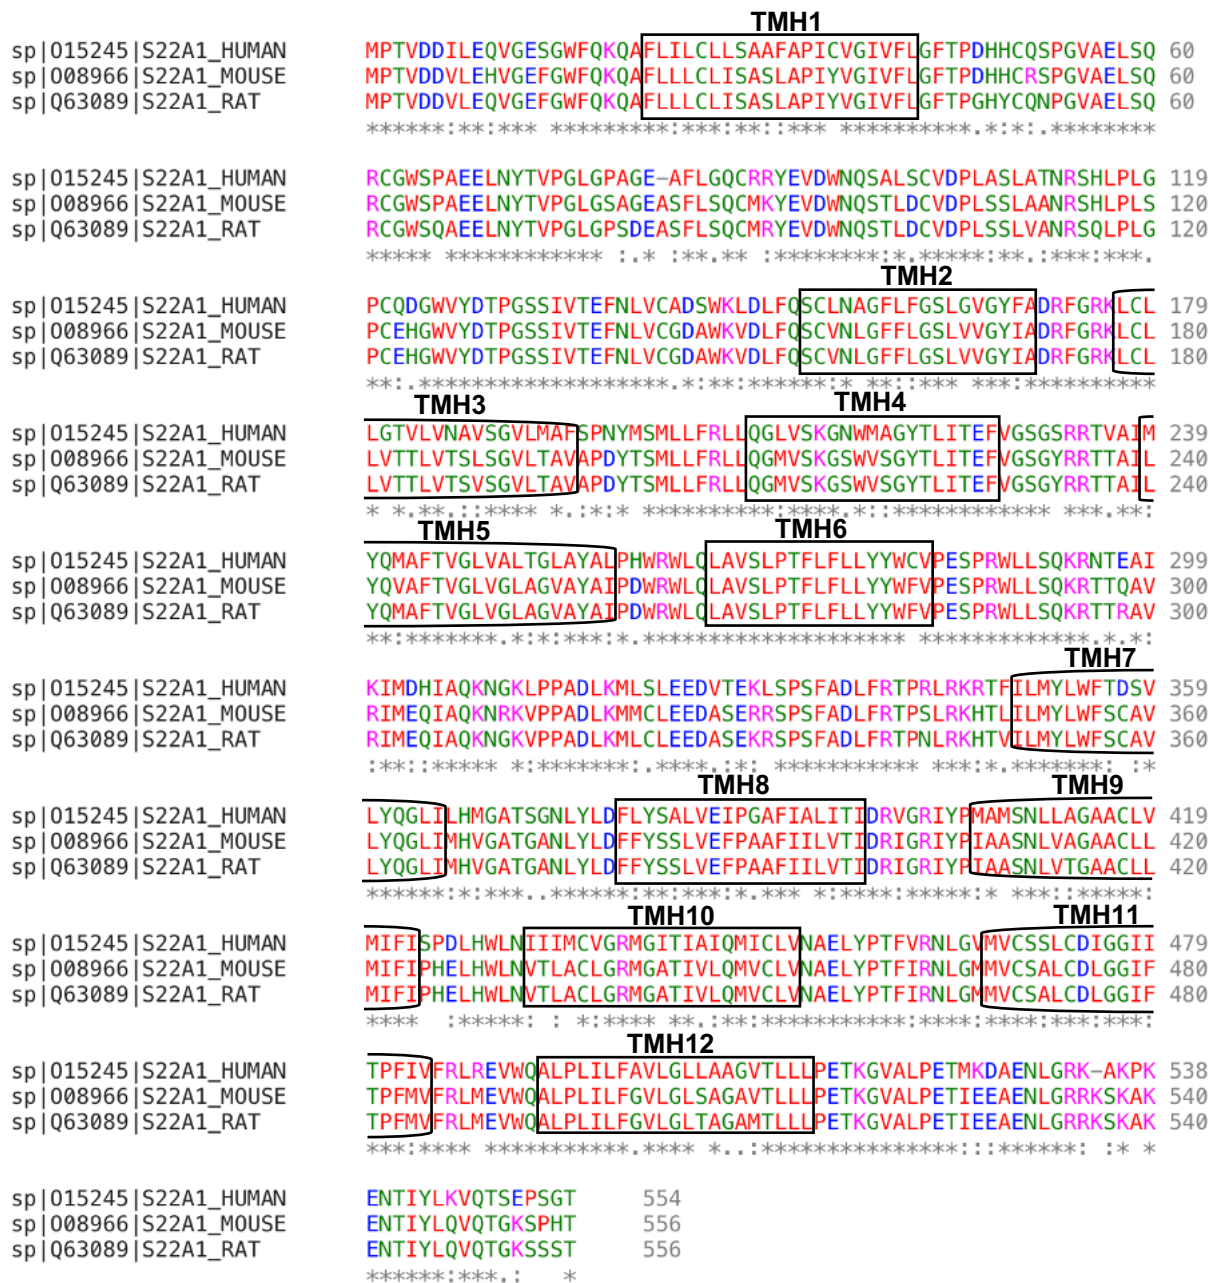 TMH1
sp|O15245|S22A1_HUMAN MPTVDDILEQVGESGWFQKQAFLILCLLSAAFAPICVGIVFLGFTPDHHCQSPGVAELSQ 60
sp|O08966|S22A1_MOUSE MPTVDDVLEHVGEFGWFQKQAFLLLCLISASLAPIYVGIVFLGFTPDHHCRSPGVAELSQ 60
sp|Q63089|S22A1_RAT MPTVDDVLEQVGEFGWFQKQAFLLLCLISASLAPIYVGIVFLGFTPGHYCQNPGVAELSQ 60
******:**:*** *********:***:**::*** **********.*:*:.********
sp|O15245|S22A1_HUMAN RCGWSPAEELNYTVPGLGPAGE-AFLGQCRRYEVDWNQSALSCVDPLASLATNRSHLPLG 119
sp|O08966|S22A1_MOUSE RCGWSPAEELNYTVPGLGSAGEASFLSQCMKYEVDWNQSTLDCVDPLSSLAANRSHLPLS 120
sp|Q63089|S22A1_RAT RCGWSQAEELNYTVPGLGPSDEASFLSQCMRYEVDWNQSTLDCVDPLSSLVANRSQLPLG 120
***** ************ :.* :**.** :********:*.*****:**.:***:***.
TMH2
sp|O15245|S22A1_HUMAN PCQDGWVYDTPGSSIVTEFNLVCADSWKLDLFQSCLNAGFLFGSLGVGYFADRFGRKLCL 179
sp|O08966|S22A1_MOUSE PCEHGWVYDTPGSSIVTEFNLVCGDAWKVDLFQSCVNLGFFLGSLVVGYIADRFGRKLCL 180
sp|Q63089|S22A1_RAT PCEHGWVYDTPGSSIVTEFNLVCGDAWKVDLFQSCVNLGFFLGSLVVGYIADRFGRKLCL 180
**:.*******************.*:**:******:* **::*** ***:**********
TMH3 TMH4
sp|O15245|S22A1_HUMAN LGTVLVNAVSGVLMAFSPNYMSMLLFRLLQGLVSKGNWMAGYTLITEFVGSGSRRTVAIM 239
sp|O08966|S22A1_MOUSE LVTTLVTSLSGVLTAVAPDYTSMLLFRLLQGMVSKGSWVSGYTLITEFVGSGYRRTTAIL 240
sp|Q63089|S22A1_RAT LVTTLVTSVSGVLTAVAPDYTSMLLFRLLQGMVSKGSWVSGYTLITEFVGSGYRRTTAIL 240
* *.**.::**** *.:*:* **********:****.*::************ ***.**:
TMH5 TMH6
sp|O15245|S22A1_HUMAN YQMAFTVGLVALTGLAYALPHWRWLQLAVSLPTFLFLLYYWCVPESPRWLLSQKRNTEAI 299
sp|O08966|S22A1_MOUSE YQVAFTVGLVGLAGVAYAIPDWRWLQLAVSLPTFLFLLYYWFVPESPRWLLSQKRTTQAV 300
sp|Q63089|S22A1_RAT YQMAFTVGLVGLAGVAYAIPDWRWLQLAVSLPTFLFLLYYWFVPESPRWLLSQKRTTRAV 300
**:*******.*:*:***:*.******************** *************.*.*:
TMH7
sp|O15245|S22A1_HUMAN KIMDHIAQKNGKLPPADLKMLSLEEDVTEKLSPSFADLFRTPRLRKRTFILMYLWFTDSV 359
sp|O08966|S22A1_MOUSE RIMEQIAQKNRKVPPADLKMMCLEEDASERRSPSFADLFRTPSLRKHTLILMYLWFSCAV 360
sp|Q63089|S22A1_RAT RIMEQIAQKNGKVPPADLKMLCLEEDASEKRSPSFADLFRTPNLRKHTVILMYLWFSCAV 360
:**::***** *:*******:.****.:*: *********** ***:*.*******: :*
TMH8 TMH9
sp|O15245|S22A1_HUMAN LYQGLILHMGATSGNLYLDFLYSALVEIPGAFIALITIDRVGRIYPMAMSNLLAGAACLV 419
sp|O08966|S22A1_MOUSE LYQGLIMHVGATGANLYLDFFYSSLVEFPAAFIILVTIDRIGRIYPIAASNLVAGAACLL 420
sp|Q63089|S22A1_RAT LYQGLIMHVGATGANLYLDFFYSSLVEFPAAFIILVTIDRIGRIYPIAASNLVTGAACLL 420
******:*:***..******:**:***:*.*** *:****:*****:* ***::*****:
TMH10 TMH11
sp|O15245|S22A1_HUMAN MIFISPDLHWLNIIIMCVGRMGITIAIQMICLVNAELYPTFVRNLGVMVCSSLCDIGGII 479
sp|O08966|S22A1_MOUSE MIFIPHELHWLNVTLACLGRMGATIVLQMVCLVNAELYPTFIRNLGMMVCSALCDLGGIF 480
sp|Q63089|S22A1_RAT MIFIPHELHWLNVTLACLGRMGATIVLQMVCLVNAELYPTFIRNLGMMVCSALCDLGGIF 480
**** :*****: : *:**** **.:**:***********:****:****:***:***:
TMH12
sp|O15245|S22A1_HUMAN TPFIVFRLREVWQALPLILFAVLGLLAAGVTLLLPETKGVALPETMKDAENLGRK-AKPK 538
sp|O08966|S22A1_MOUSE TPFMVFRLMEVWQALPLILFGVLGLSAGAVTLLLPETKGVALPETIEEAENLGRRKSKAK 540
sp|Q63089|S22A1_RAT TPFMVFRLMEVWQALPLILFGVLGLTAGAMTLLLPETKGVALPETIEEAENLGRRKSKAK 540
***:**** ***********.**** *..:***************:::******: :* *
sp|O15245|S22A1_HUMAN ENTIYLKVQTSEPSGT 554
sp|O08966|S22A1_MOUSE ENTIYLQVQTGKSPHT 556
sp|Q63089|S22A1_RAT ENTIYLQVQTGKSSST 556
******:***.: *